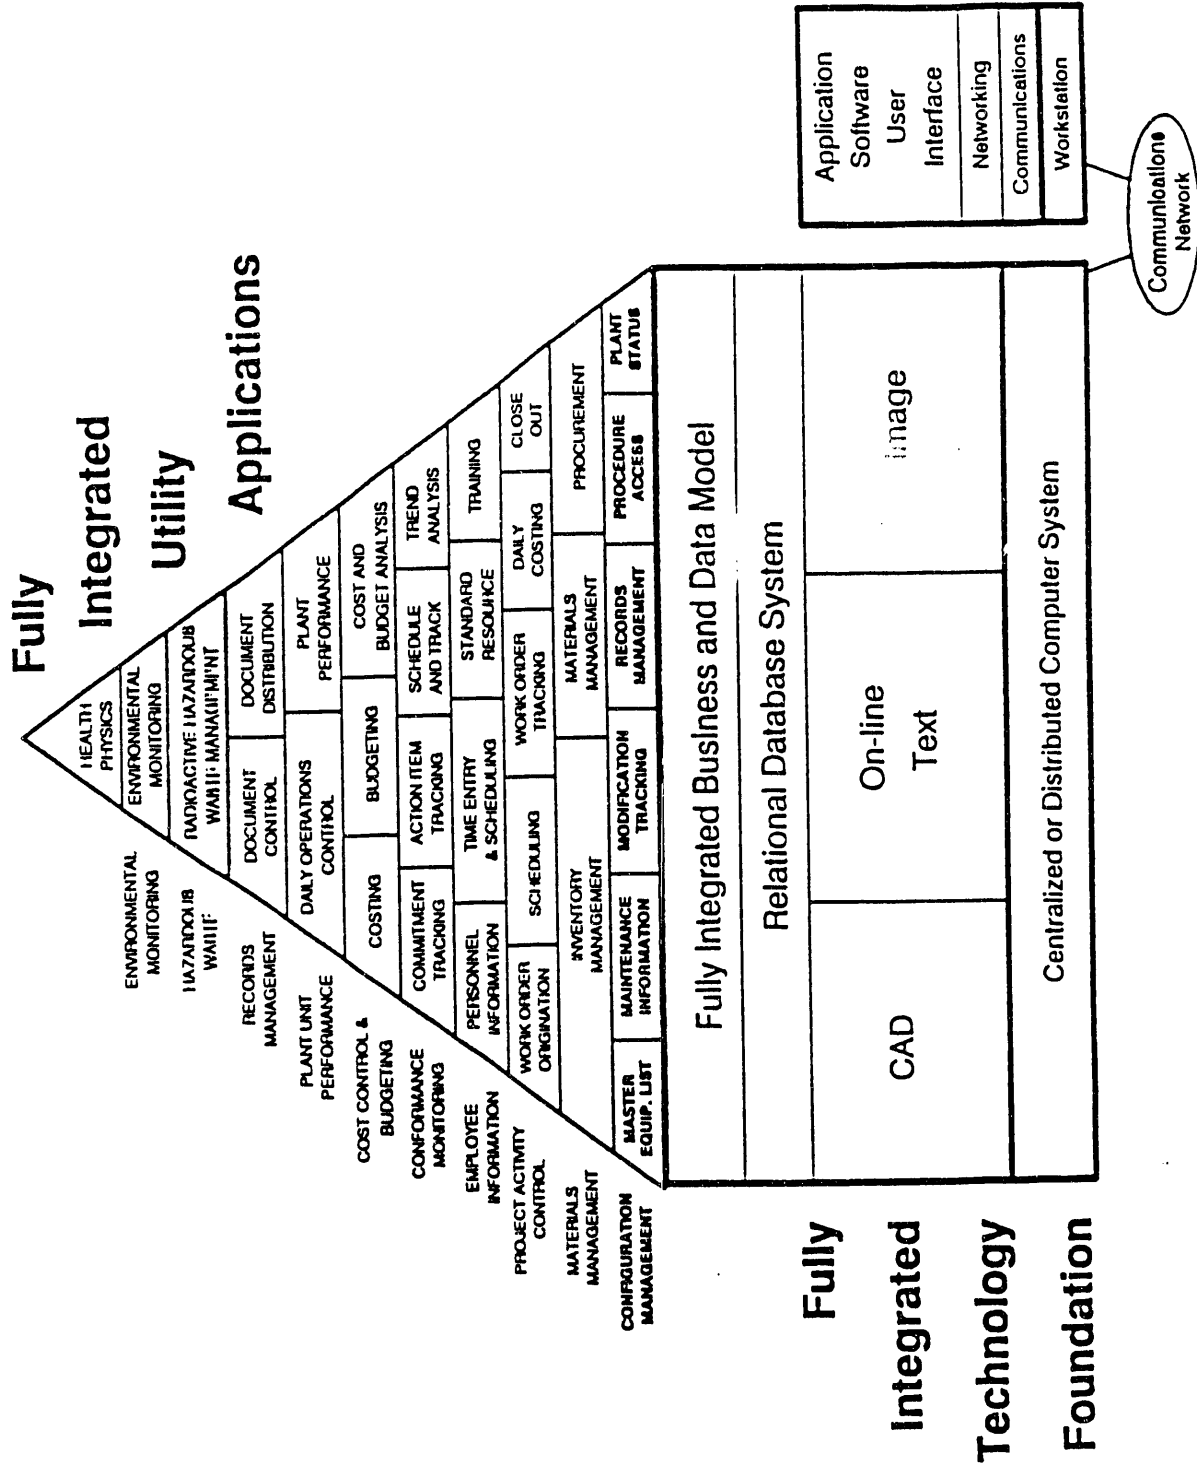 Fully
Integrated
Utility
Applications
HEALTH
PHYSICS
ENVIRONMENTAL
MONITORING
ENVIRONMENTAL
MONITORING
HAZARDOUS
RADIOACTIVE HAZARDOUS
RECORDS
MANAGEMENT
DOCUMENT
CONTROL
DOCUMENT
DISTRIBUTION
PLANT UNIT
PERFORMANCE
DAILY OPERATIONS
CONTROL
PLANT
PERFORMANCE
COST CONTROL &
BUDGETING
COSTING
BUDGETING
COST AND
BUDGET ANALYSIS
CONFORMANCE
MONITORING
COMMITMENT
TRACKING
ACTION ITEM
TRACKING
SCHEDULE
AND TRACK
TREND
ANALYSIS
EMPLOYEE
INFORMATION
PERSONNEL
INFORMATION
TIME ENTRY
& SCHEDULING
STANDARD
RESOURCE
TRAINING
PROJECT ACTIVITY
CONTROL
WORK ORDER
ORIGINATION
SCHEDULING
WORK ORDER
TRACKING
DAILY
COSTING
CLOSE
OUT
MATERIALS
MANAGEMENT
INVENTORY
MANAGEMENT
MATERIALS
MANAGEMENT
PROCUREMENT
CONFIGURATION
MANAGEMENT
MASTER
EQUIP. LIST
MAINTENANCE
INFORMATION
MODIFICATION
TRACKING
RECORDS
MANAGEMENT
PROCEDURE
ACCESS
PLANT
STATUS
Fully Integrated Business and Data Model
Relational Database System
CAD
On-line
Text
Image
Centralized or Distributed Computer System
Fully
Integrated
Technology
Foundation
Application
Software
User
Interface
Networking
Communications
Workstation
Communications
Network